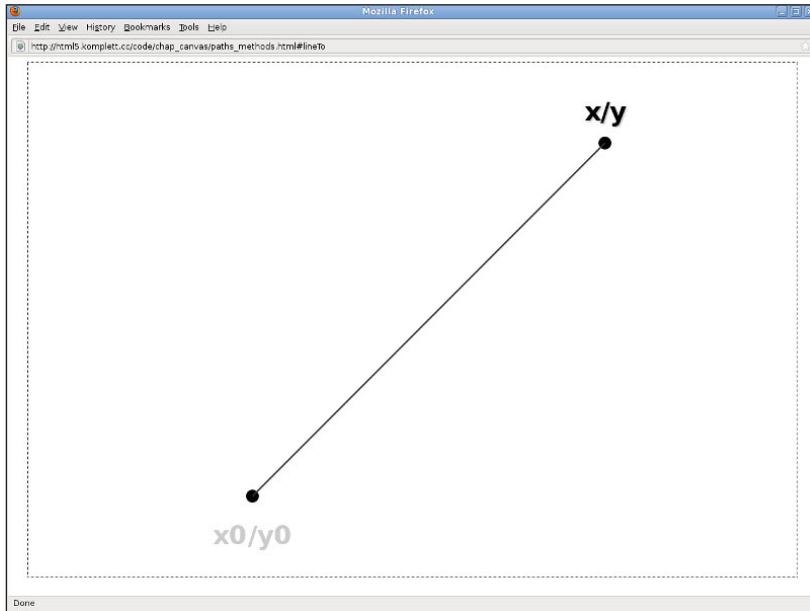 Mozilla Firefox
File Edit View History Bookmarks Tools Help
http://html5.komplett.cc/code/chap_canvas/paths_methods.html#lineTo
x/y
x0/y0
Done